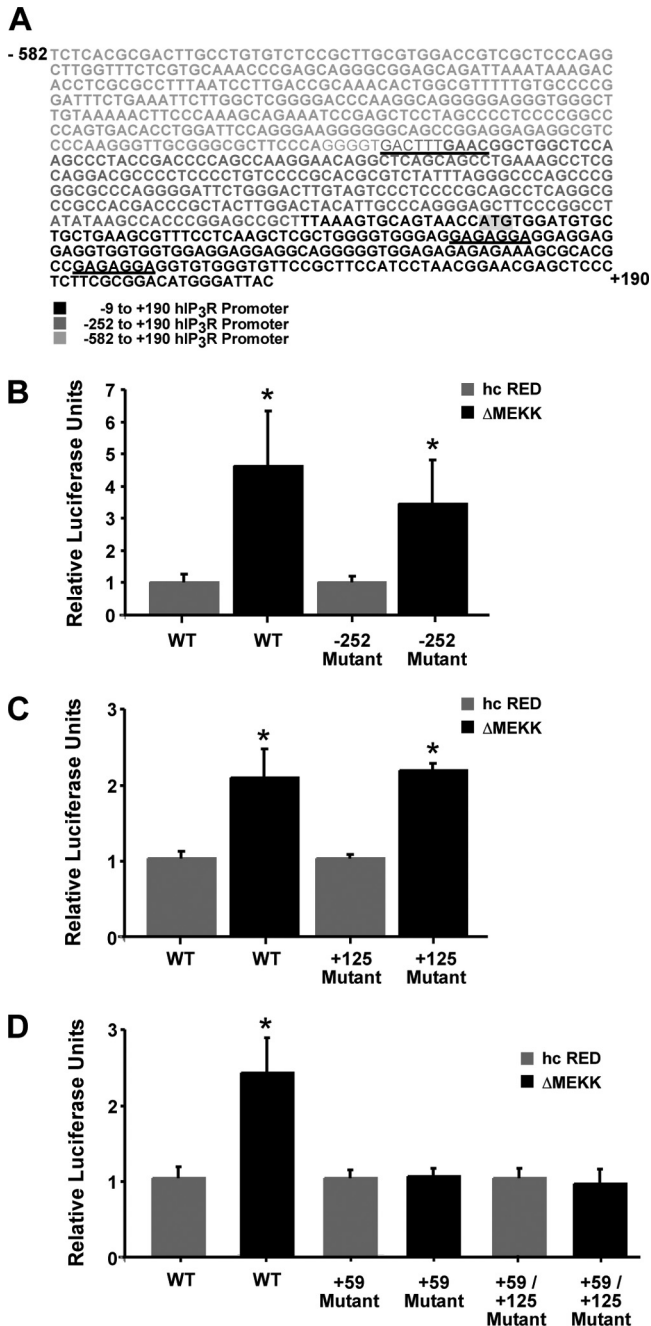 A
- 582
TCTCACGCGACTTGCCTGTGTCTCCGCTTGCGTGGACCGTCGCTCCCAGG
CTTGGTTTCTCGTGCAAACCCGAGCAGGGCGGAGCAGATTAAATAAAGAC
ACCTCGCGCCTTTAATCCTTGACCGCAAACACTGGCGTTTTTGTGCCCCG
GATTTCTGAAATTCTTGGCTCGGGGACCCAAGGCAGGGGGAGGGTGGGCT
TGTAAAAACTTCCCAAAGCCCGAGAAATCCGAGCTCCTAGCCCCTCCCCGGCC
CCAGTGACACCTGGATTCCAGGGAAGGGGGGCAGCCGGAGGAGAGGCGTC
CCCAAGGGTTGCGGGCGCTTCCCAGGGGTGACTTTGAACGGCTGGCTCCA
AGCCCTACCGACCCCAGCCAAGGAACAGGCTCAGCAGCCTGAAAGCCTCG
CAGGACGCCCCTCCCCTGTCCCCGCACGCGTCTATTTAGGGCCCAGCCCG
GGCGCCCAGGGGATTCTGGGACTTGTAGTCCCTCCCCGCAGCCTCAGGCG
CCGCCACGACCCGCTACTTGGACTACATTGCCCAGGGAGCTTCCCGGCCT
ATATAAGCCACCCGGAGCCGCTTTAAAGTGCAGTAACCATGTGGATGTGC
TGCTGAAGCGTTTCCTCAAGCTCGCTGGGGTGGGAGGAGAGGAGGAGGAG
GAGGTGGTGGTGGAGGAGGAGGCAGGGGGTGGAGAGAGAGAAAGCGCACG
CCGAGAGGAGGTGTGGGTGTTCCGCTTCCATCCTAACGGAACGAGCTCCC
TCTTCGCGGACATGGGATTAC
+190
-9 to +190 hIP3R Promoter
-252 to +190 hIP3R Promoter
-582 to +190 hIP3R Promoter
B
Relative Luciferase Units
7
6
5
4
3
2
1
0
*
*
hc RED
ΔMEKK
WT
WT
-252
Mutant
-252
Mutant
C
Relative Luciferase Units
3
2
1
0
*
*
hc RED
ΔMEKK
WT
WT
+125
Mutant
+125
Mutant
D
Relative Luciferase Units
3
2
1
0
*
hc RED
ΔMEKK
WT
WT
+59
Mutant
+59
Mutant
+59 /
+125
Mutant
+59 /
+125
Mutant